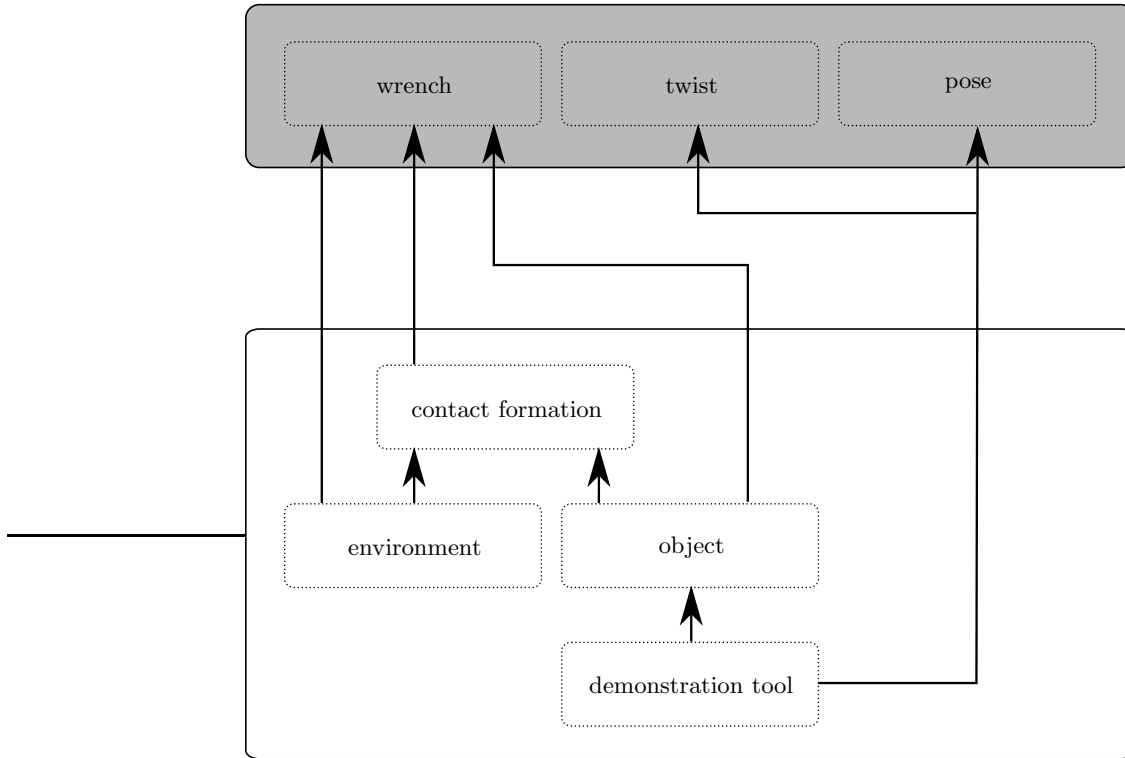 wrench
twist
pose
contact formation
environment
object
demonstration tool